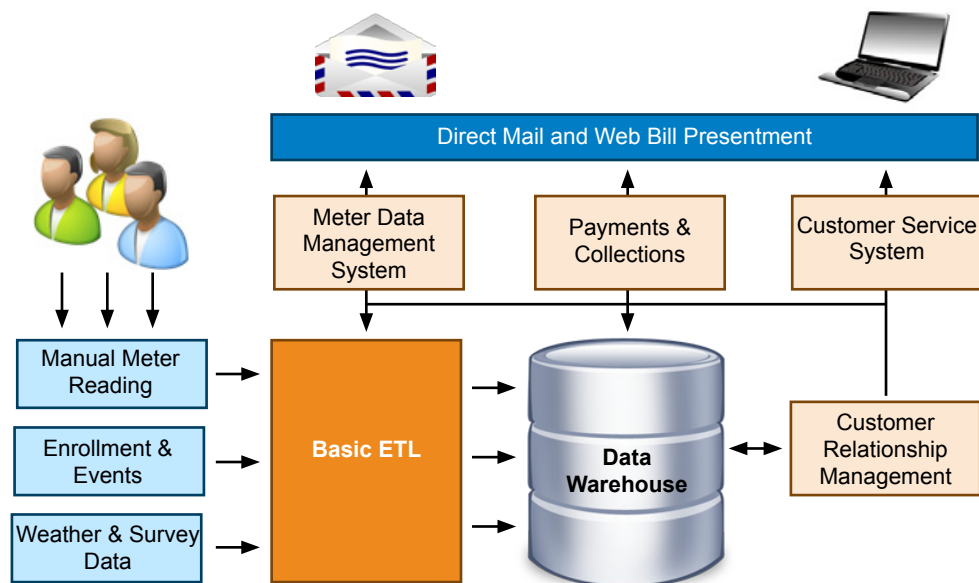 Direct Mail and Web Bill Presentment
Meter Data
Management
System
Payments &
Collections
Customer Service
System
Manual Meter
Reading
Enrollment &
Events
Weather & Survey
Data
Basic ETL
Data
Warehouse
Customer
Relationship
Management